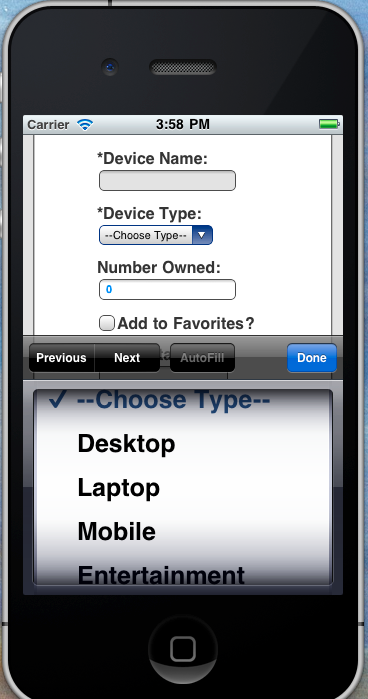 Carrier 3:58 PM
*Device Name:
*Device Type:
--Choose Type--
Number Owned:
0
Add to Favorites?
Previous Next AutoFill Done
✓ --Choose Type--
Desktop
Laptop
Mobile
Entertainment